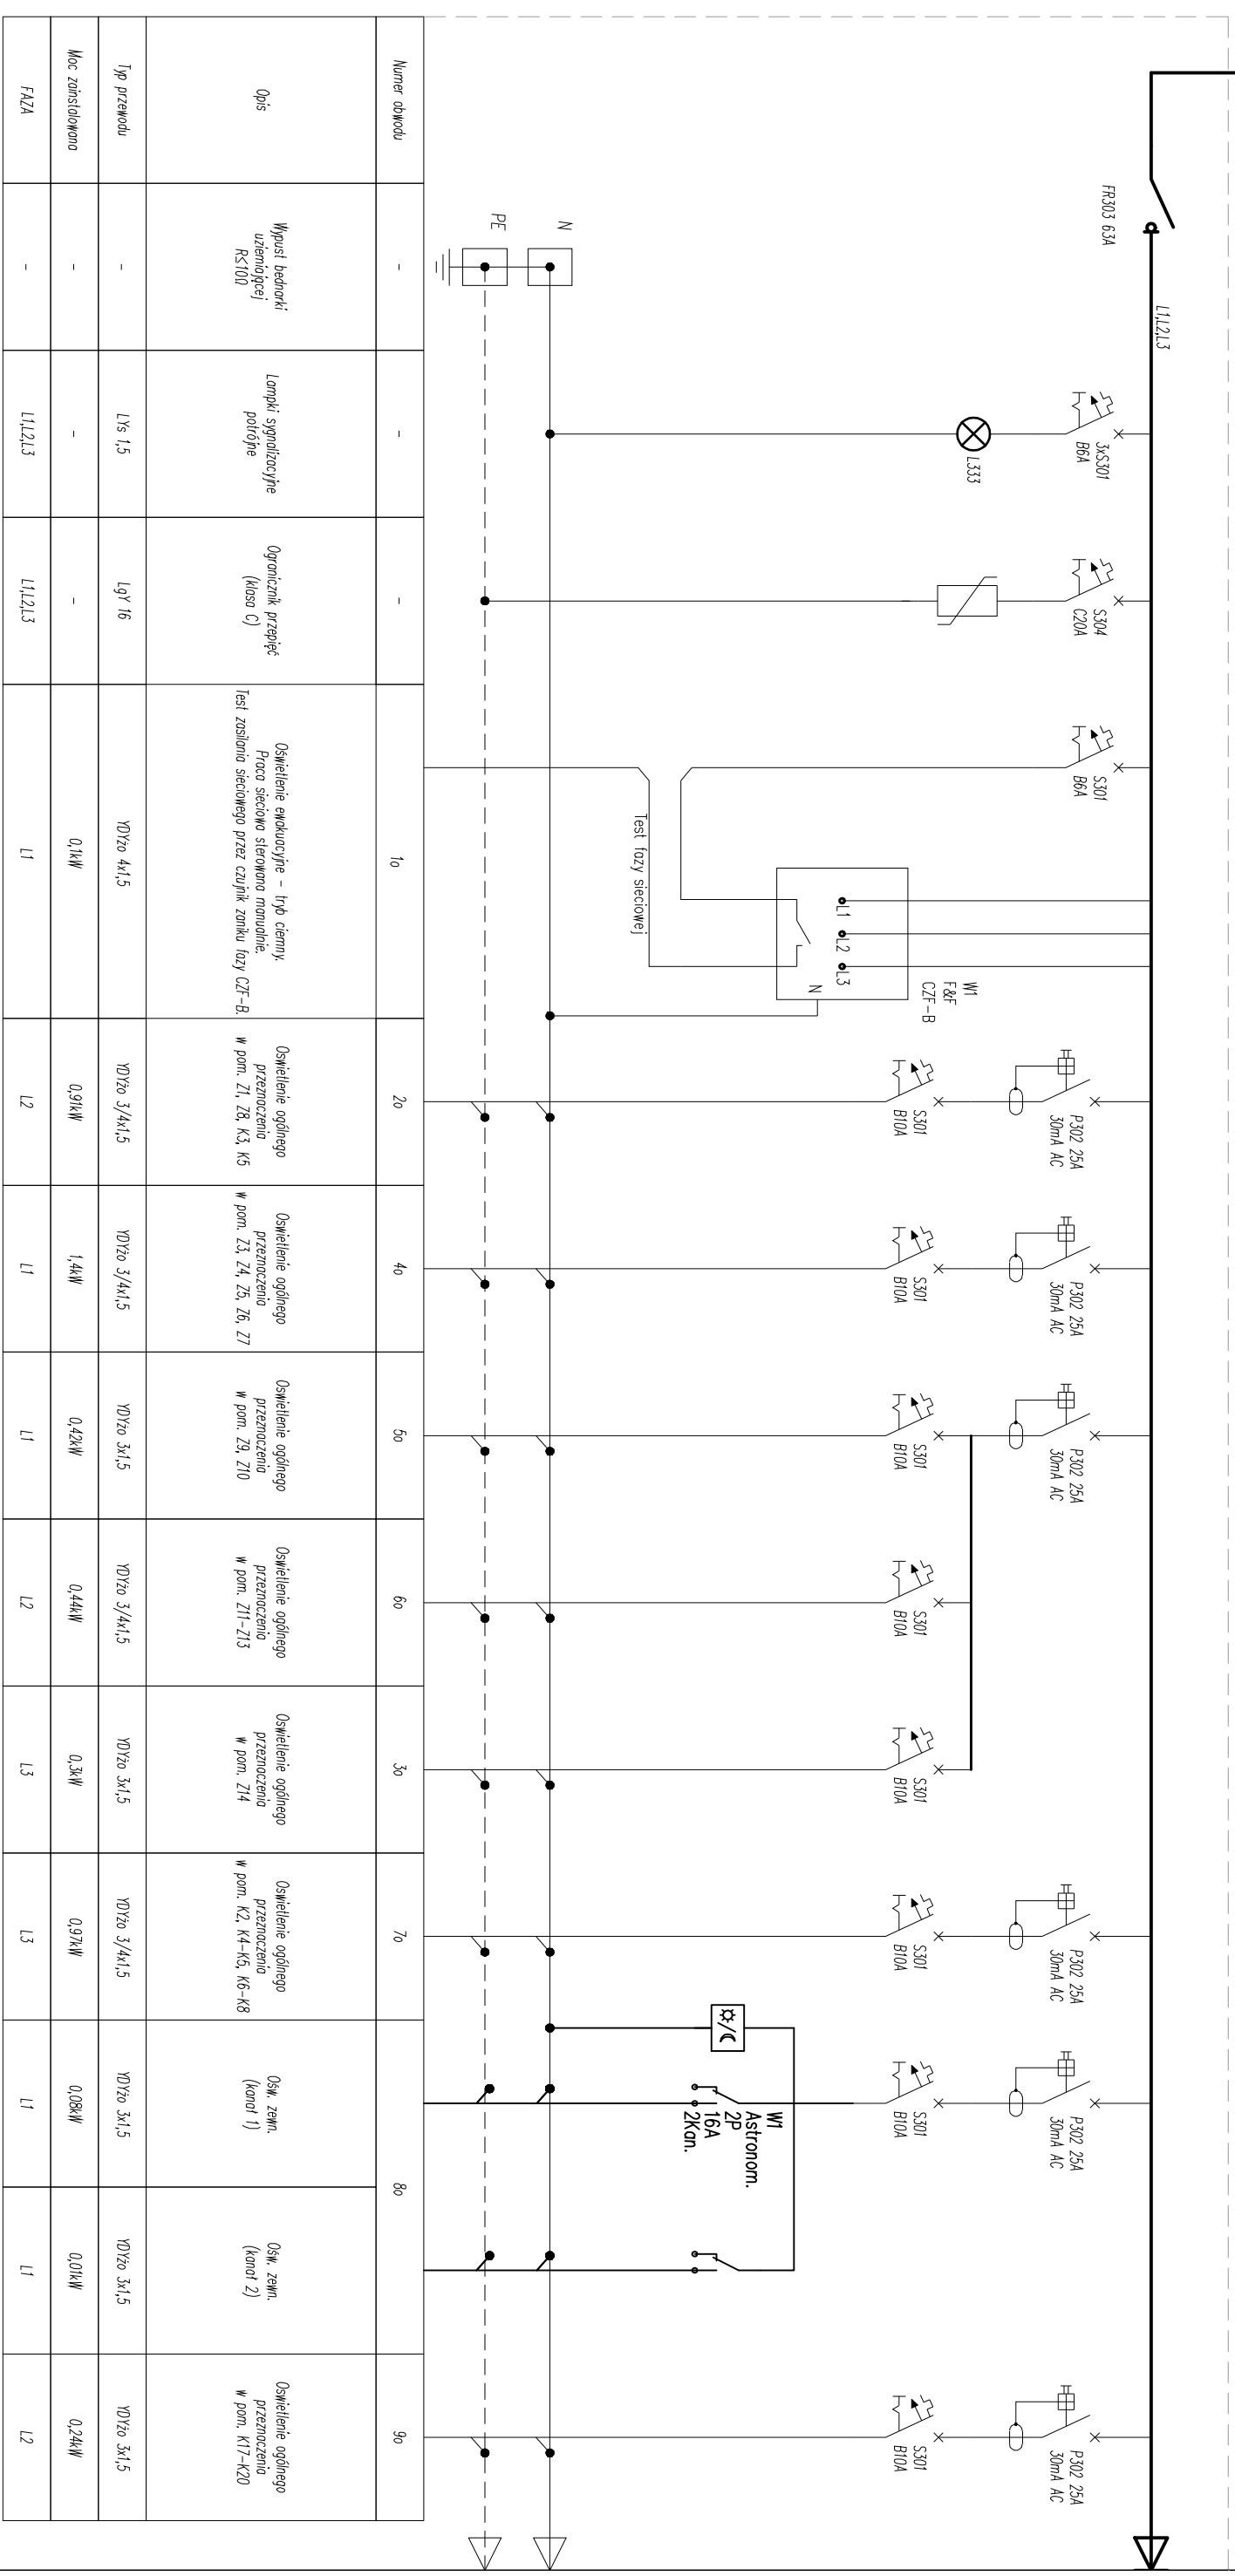 FR303 63A
L1,L2,L3
3xS301
B6A
L333
S304
C20A
S301
B6A
W1
F&F
CZF-B
L1
L2
L3
N
Test fazy sieciowej
P302 25A
30mA AC
S301
B10A
P302 25A
30mA AC
S301
B10A
P302 25A
30mA AC
S301
B10A
S301
B10A
S301
B10A
P302 25A
30mA AC
S301
B10A
P302 25A
30mA AC
S301
B10A
W1
Astronom.
2P
16A
2Kan.
P302 25A
30mA AC
S301
B10A
N
PE
Numer obwodu
-
-
-
1o
2o
4o
5o
6o
3o
7o
8o
9o
Opis
Wypust bednarki
uziemiającej
R≤10Ω
Lampki sygnalizacyjne
potrójne
Ogranicznik przepięć
(klasa C)
Oświetlenie ewakuacyjne - tryb ciemny.
Praca sieciowa sterowana manualnie.
Test zasilania sieciowego przez czujnik zaniku fazy CZF-B.
Oswietlenie ogólnego
przeznaczenia
w pom. Z1, Z8, K3, K5
Oswietlenie ogólnego
przeznaczenia
w pom. Z3, Z4, Z5, Z6, Z7
Oswietlenie ogólnego
przeznaczenia
w pom. Z9, Z10
Oswietlenie ogólnego
przeznaczenia
w pom. Z11-Z13
Oswietlenie ogólnego
przeznaczenia
w pom. Z14
Oswietlenie ogólnego
przeznaczenia
w pom. K2, K4-K5, K6-K8
Ośw. zewn.
(kanał 1)
Ośw. zewn.
(kanał 2)
Oswietlenie ogólnego
przeznaczenia
w pom. K17-K20
Typ przewodu
-
LYs 1,5
LgY 16
YDYżo 4x1,5
YDYżo 3/4x1,5
YDYżo 3/4x1,5
YDYżo 3x1,5
YDYżo 3/4x1,5
YDYżo 3x1,5
YDYżo 3/4x1,5
YDYżo 3x1,5
YDYżo 3x1,5
YDYżo 3x1,5
Moc zainstalowana
-
-
-
0,1kW
0,91kW
1,4kW
0,42kW
0,44kW
0,3kW
0,97kW
0,08kW
0,01kW
0,24kW
FAZA
-
L1,L2,L3
L1,L2,L3
L1
L2
L1
L1
L2
L3
L3
L1
L1
L2